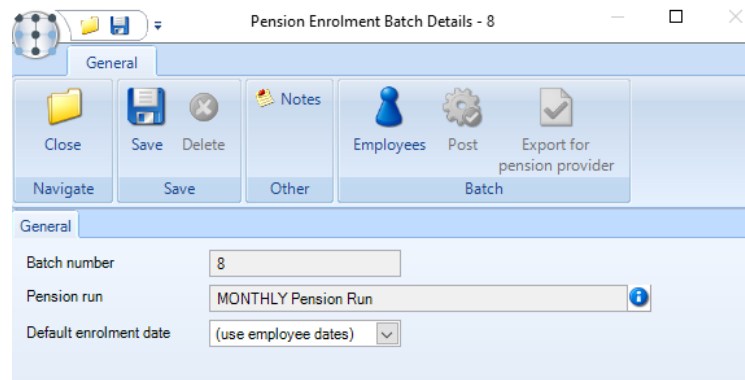 Pension Enrolment Batch Details - 8
General
Notes
Close
Save
Delete
Employees
Post
Export for
pension provider
Navigate
Save
Other
Batch
General
Batch number
8
Pension run
MONTHLY Pension Run
Default enrolment date
(use employee dates)